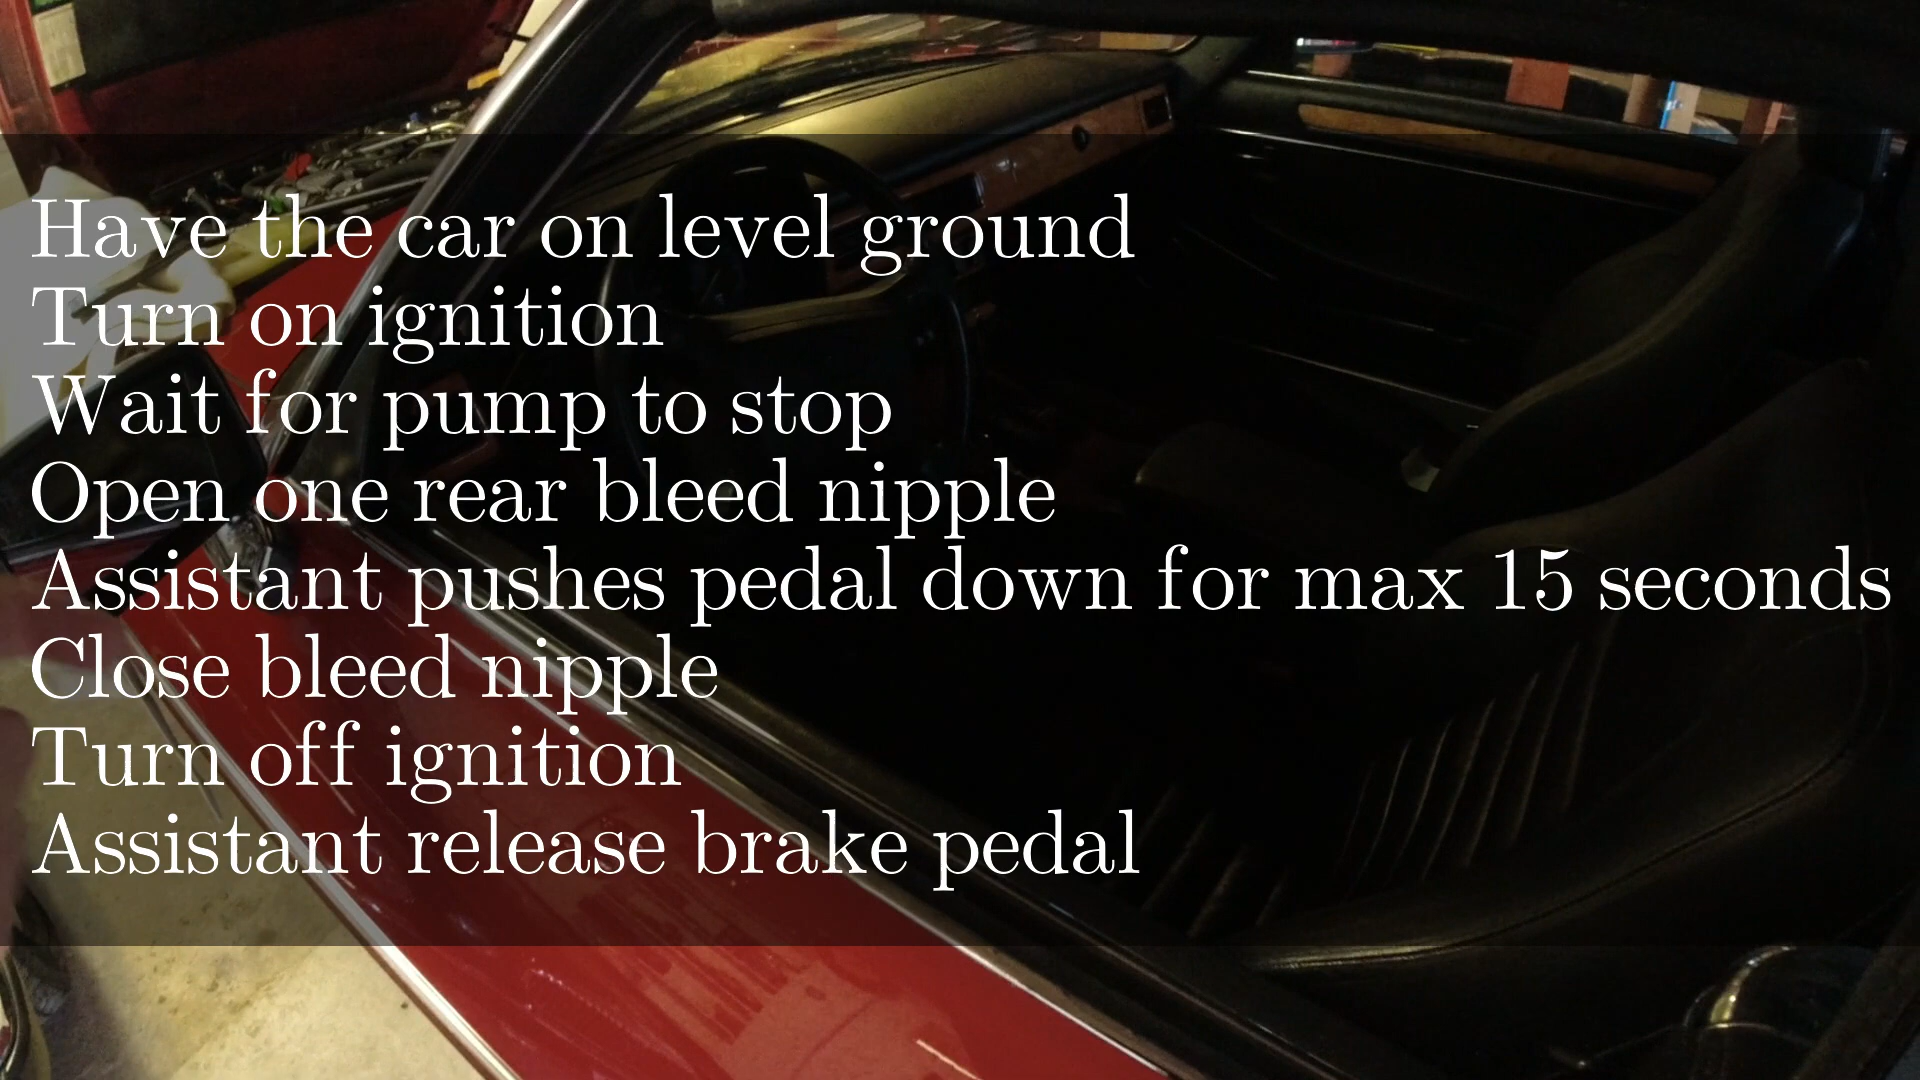 Have the car on level ground
Turn on ignition
Wait for pump to stop
Open one rear bleed nipple
Assistant pushes pedal down for max 15 seconds
Close bleed nipple
Turn off ignition
Assistant release brake pedal